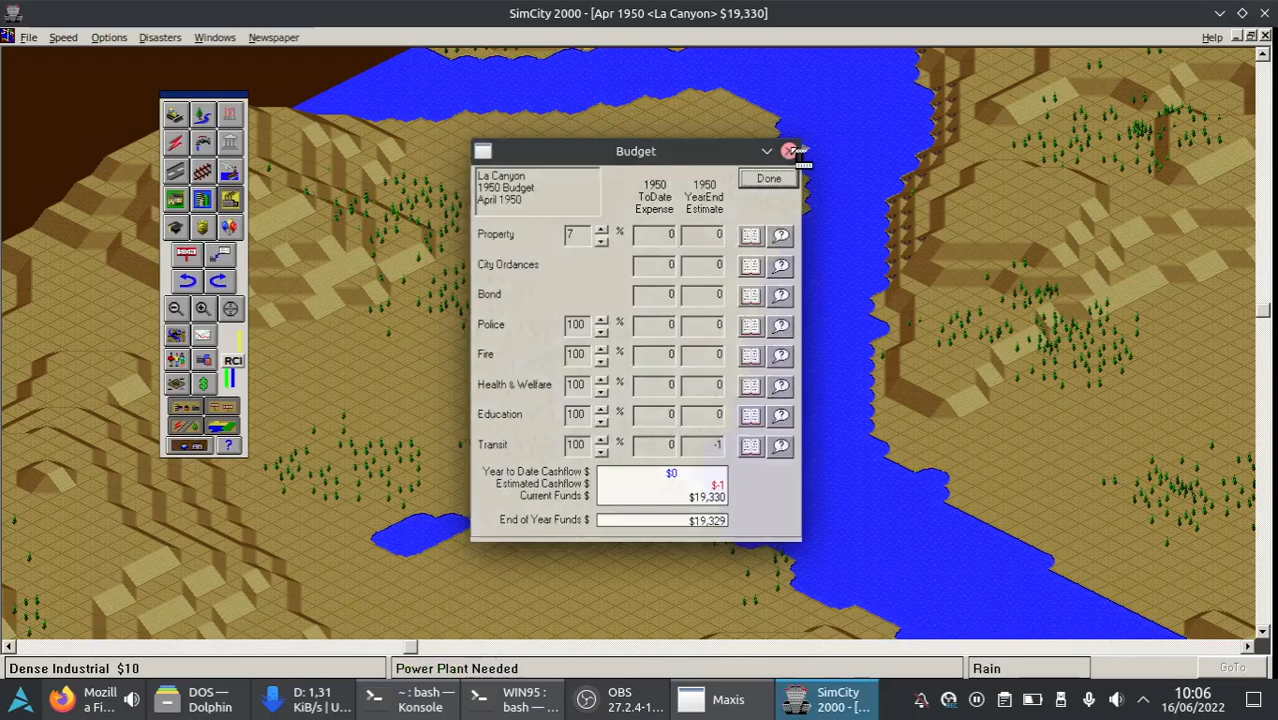 SimCity 2000 - [Apr 1950 <La Canyon> $19,330]
File Speed Options Disasters Windows Newspaper Help
Budget
La Canyon
1950 Budget
April 1950
1950 ToDate Expense
1950 YearEnd Estimate
Done
Property 7 % 0 0
City Ordances 0 0
Bond 0 0
Police 100 % 0 0
Fire 100 % 0 0
Health & Welfare 100 % 0 0
Education 100 % 0 0
Transit 100 % 0 -1
Year to Date Cashflow $ $0
Estimated Cashflow $ $-1
Current Funds $ $19,330
End of Year Funds $ $19,329
RCI
?
Dense Industrial $10 Power Plant Needed Rain GoTo
Mozill a Fi...
DOS — Dolphin
D: 1,31 KiB/s | U...
~ : bash — Konsole
WIN95 : bash — ...
OBS 27.2.4-1...
Maxis
SimCity 2000 - [...
10:06
16/06/2022